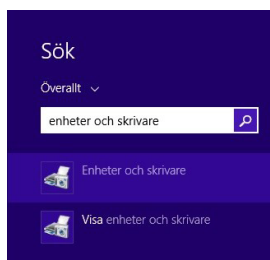 Sök
Överallt
enheter och skrivare
Enheter och skrivare
Visa enheter och skrivare